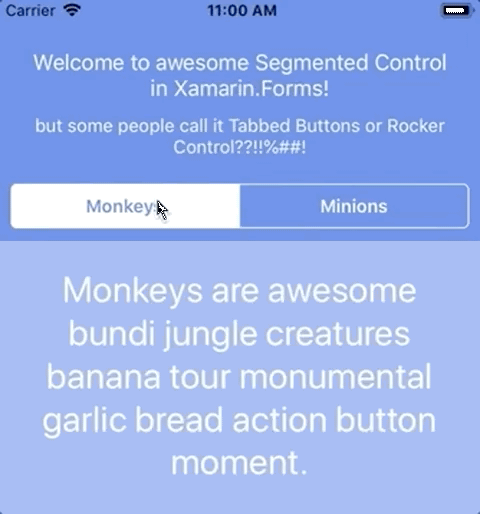 Carrier 11:00 AM
Welcome to awesome Segmented Control
in Xamarin.Forms!
but some people call it Tabbed Buttons or Rocker
Control??!!%##!
Monkeys Minions
Monkeys are awesome
bundi jungle creatures
banana tour monumental
garlic bread action button
moment.